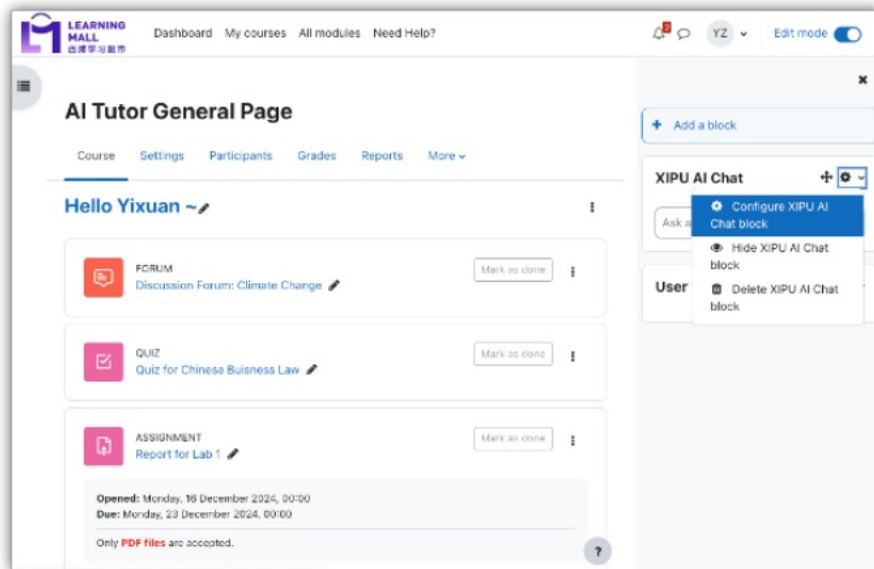 LEARNING
MALL
西浦学习超市
Dashboard My courses All modules Need Help?
2
YZ
Edit mode
AI Tutor General Page
Add a block
Course Settings Participants Grades Reports More
XIPU AI Chat
Hello Yixuan ~
Configure XIPU AI
Chat block
Ask a
Hide XIPU AI Chat
block
User
Delete XIPU AI Chat
block
FORUM
Discussion Forum: Climate Change
Mark as done
QUIZ
Quiz for Chinese Buisness Law
Mark as done
ASSIGNMENT
Report for Lab 1
Mark as done
Opened: Monday, 16 December 2024, 00:00
Due: Monday, 23 December 2024, 00:00
Only PDF files are accepted.
?